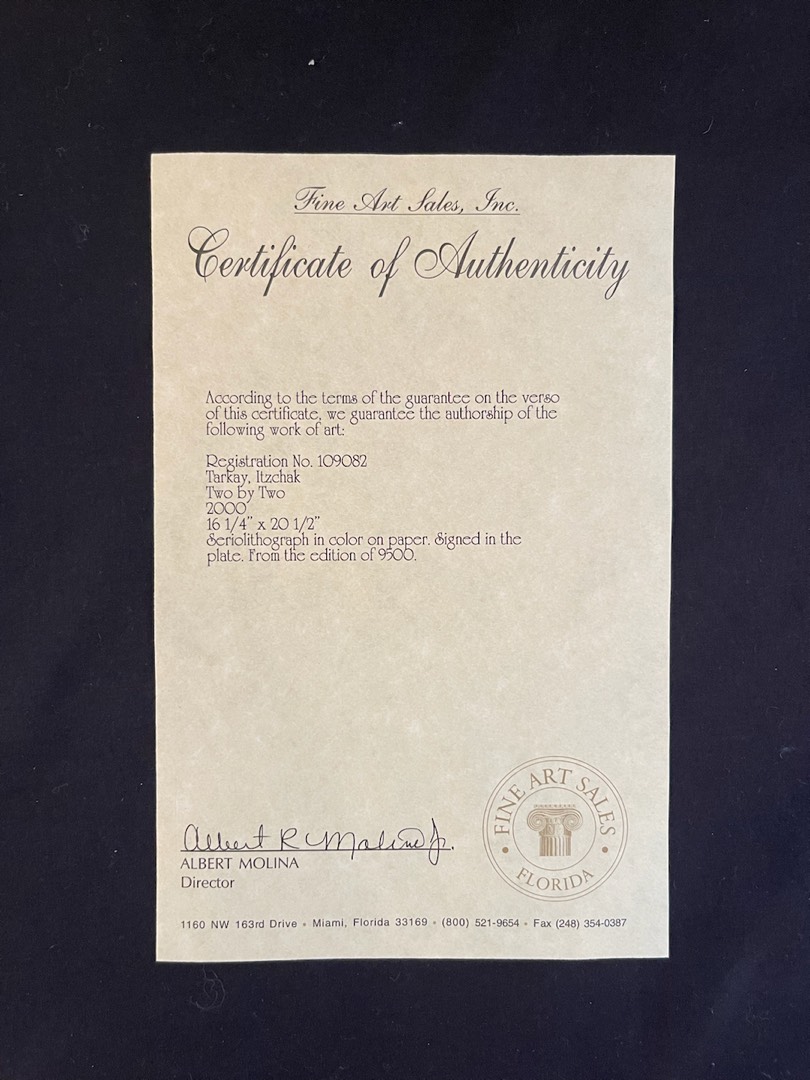 Fine Art Sales, Inc.
Certificate of Authenticity
According to the terms of the guarantee on the verso
of this certificate, we guarantee the authorship of the
following work of art:
Registration No. 109082
Tarkay, Itzchak
Two by Two
2000
16 1/4" x 20 1/2"
Seriolithograph in color on paper. Signed in the
plate. From the edition of 9500.
Albert R Molina Jr.
ALBERT MOLINA
Director
FINE ART SALES
FLORIDA
1160 NW 163rd Drive • Miami, Florida 33169 • (800) 521-9654 • Fax (248) 354-0387